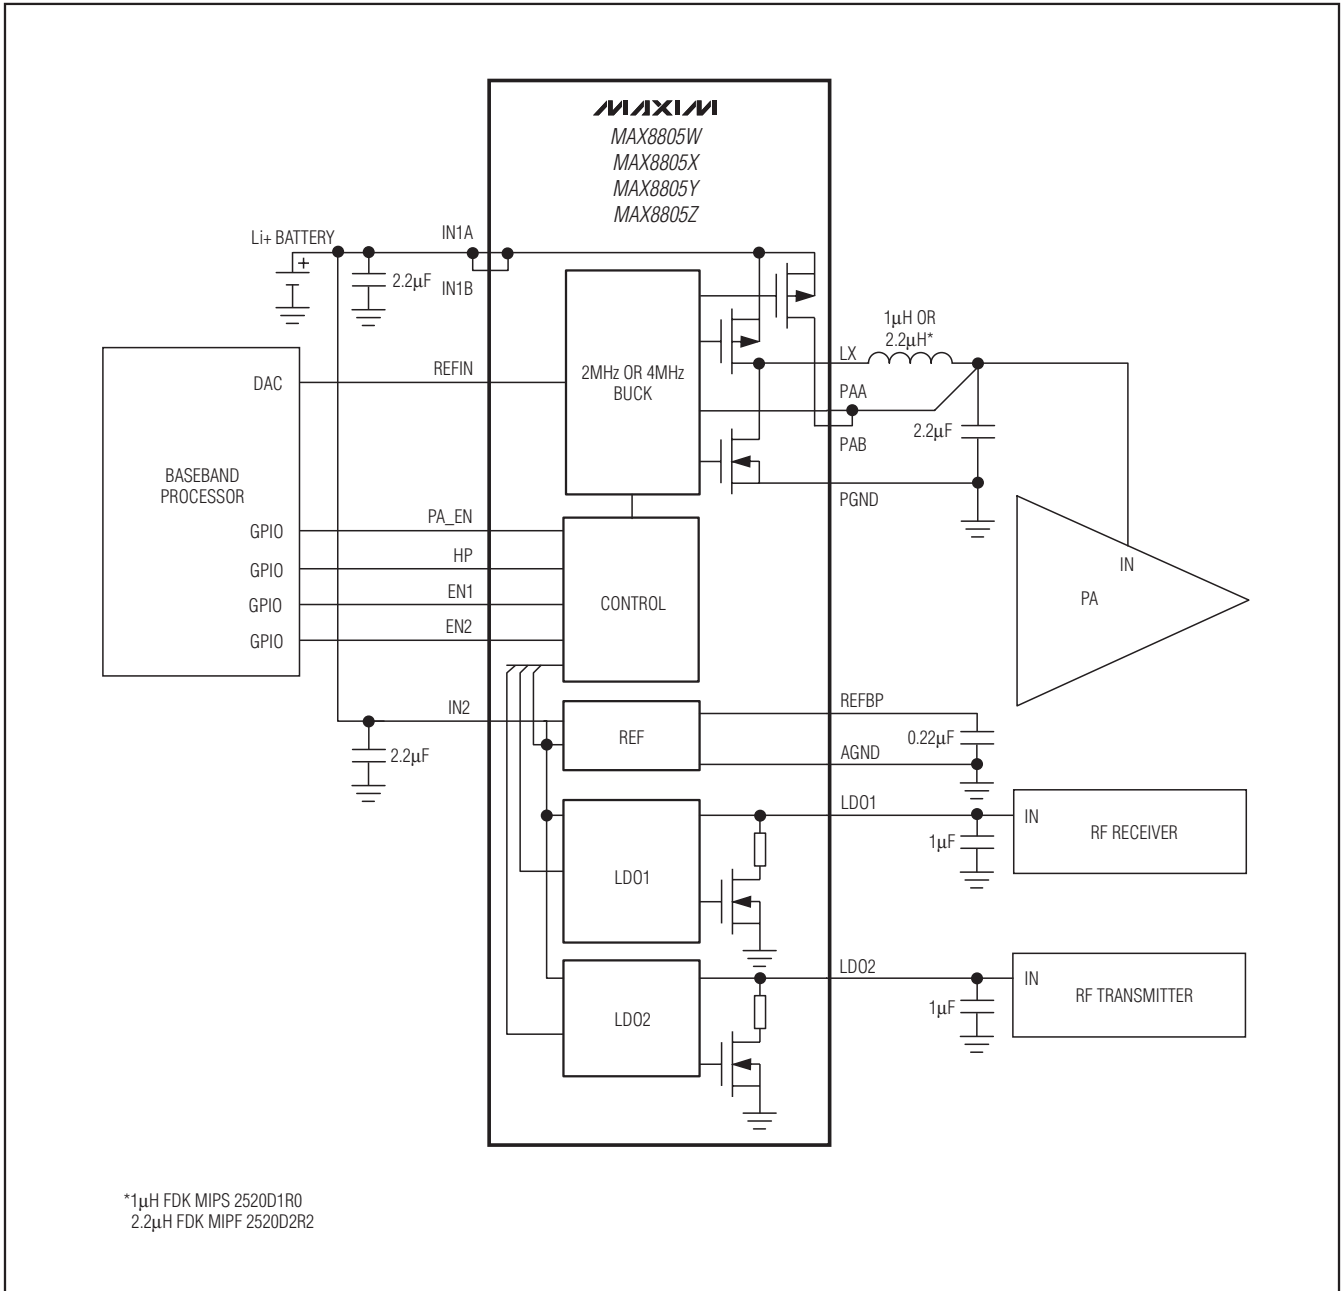 MAXIM
MAX8805W
MAX8805X
MAX8805Y
MAX8805Z
Li+ BATTERY
+
2.2µF
IN1A
IN1B
BASEBAND
PROCESSOR
DAC
GPIO
GPIO
GPIO
GPIO
REFIN
PA_EN
HP
EN1
EN2
IN2
2.2µF
2MHz OR 4MHz
BUCK
CONTROL
REF
LDO1
LDO2
LX
PAA
PAB
PGND
1µH OR
2.2µH*
2.2µF
IN
PA
REFBP
0.22µF
AGND
LDO1
1µF
IN
RF RECEIVER
LDO2
1µF
IN
RF TRANSMITTER
*1µH FDK MIPS 2520D1R0
2.2µH FDK MIPF 2520D2R2